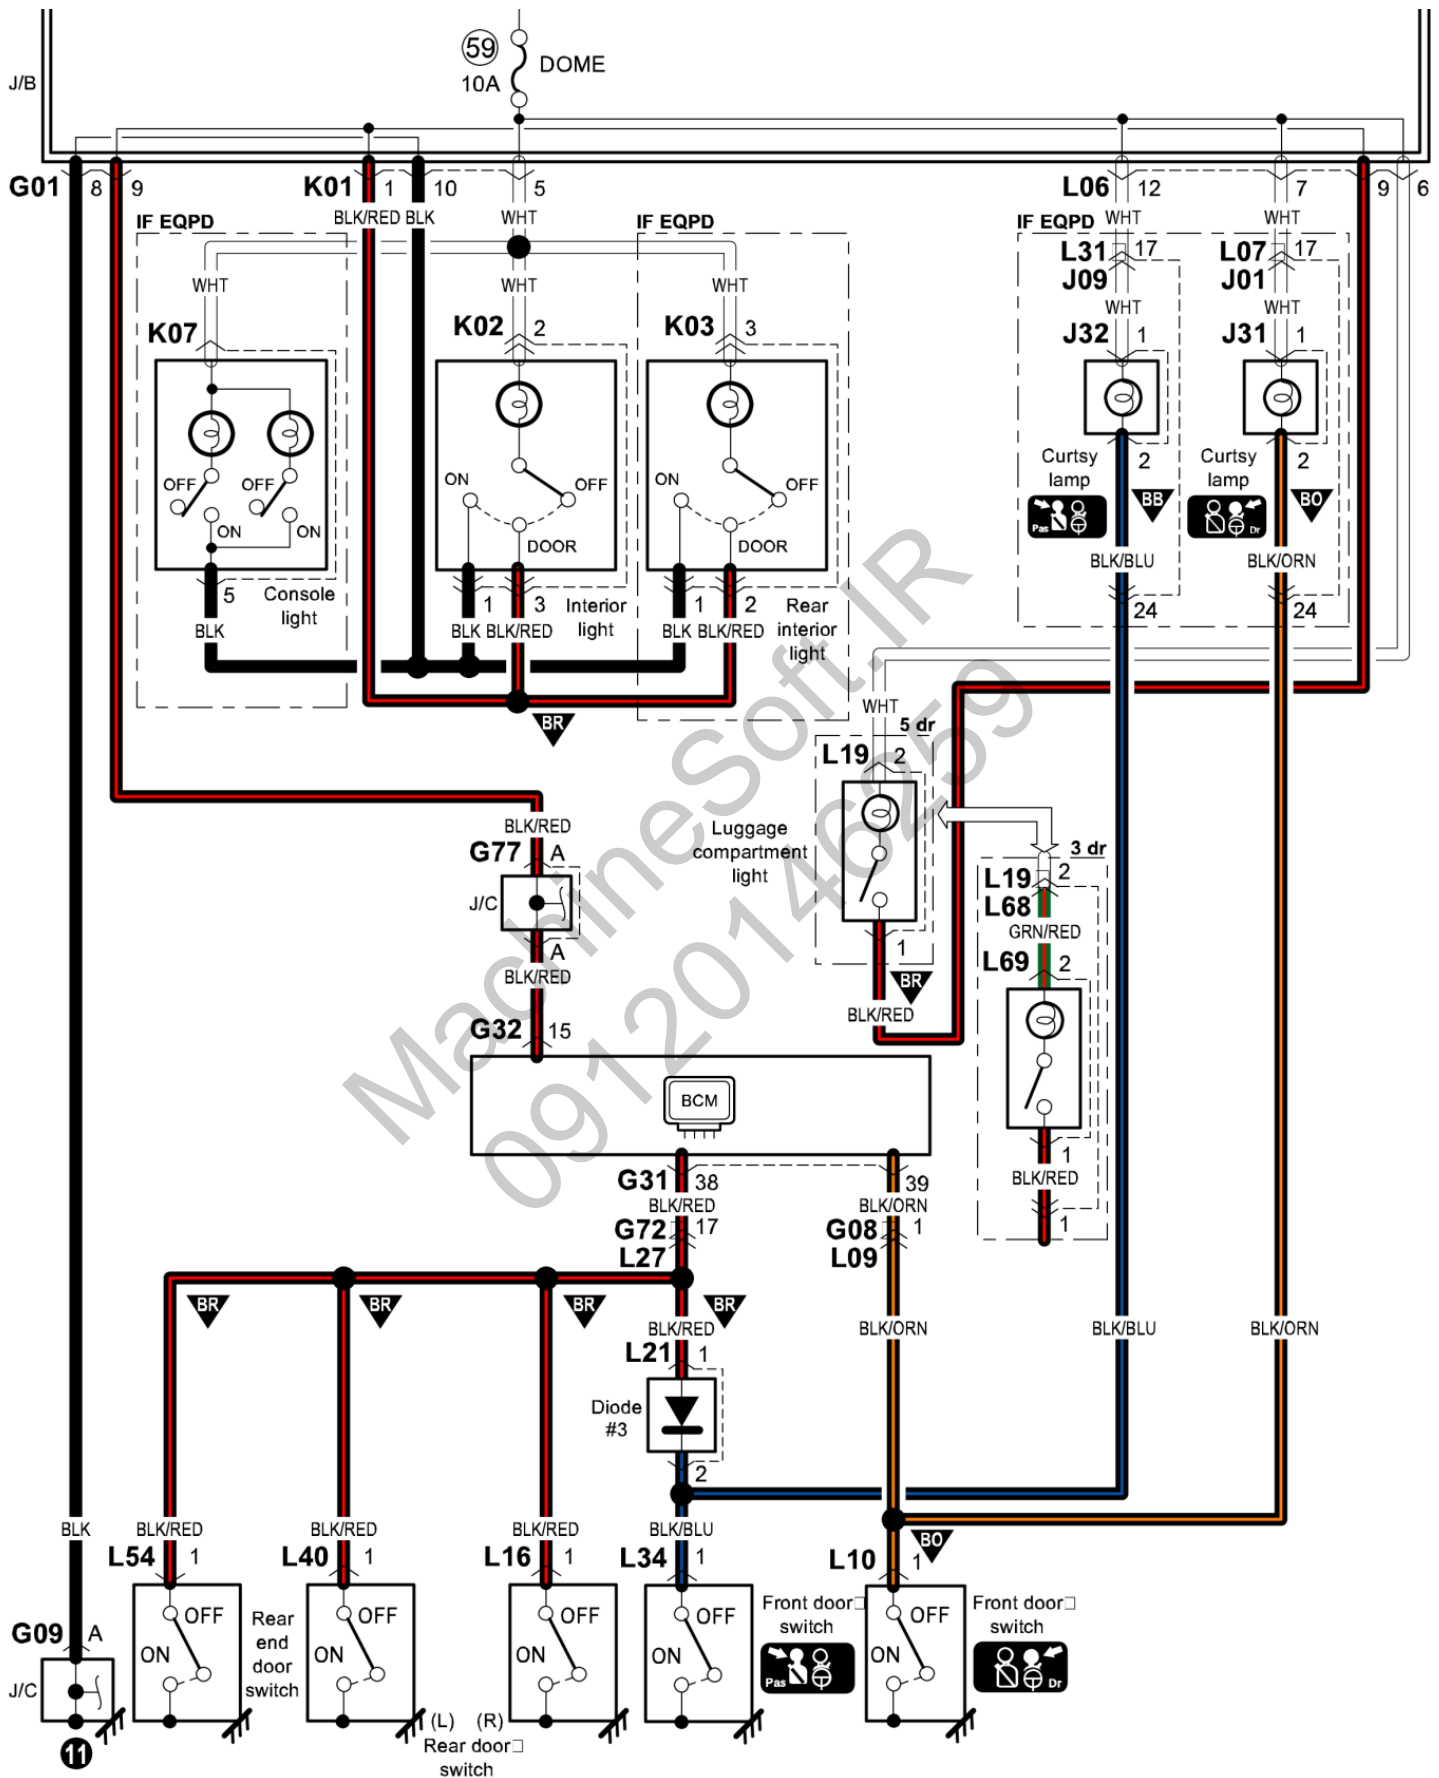 59
10A
DOME
J/B
G01 8 9 K01 1 10 5 L06 12 7 9 6
BLK/RED BLK WHT WHT WHT
IF EQPD IF EQPD IF EQPD
L31 17 L07 17
J09 J01
WHT WHT WHT WHT WHT
K07 K02 2 K03 3 J32 1 J31 1
OFF OFF ON OFF ON OFF
ON ON DOOR DOOR
Curtsy
lamp
2
Pas
BB
Curtsy
lamp
2
Dr
BO
BLK/BLU BLK/ORN
5 Console
light
1 3 Interior
light
1 2 Rear
interior
light
24 24
BLK BLK BLK/RED BLK BLK/RED
BR
WHT
5 dr
L19 2
BLK/RED
G77 A
J/C
A
BLK/RED
Luggage
compartment
light
1
BR
BLK/RED
3 dr
L19 2
L68
GRN/RED
L69 2
1
BLK/RED
1
G32 15
BCM
G31 38 39
BLK/RED BLK/ORN
G72 17 G08 1
L27 L09
BR BR BR BR
BLK/RED BLK/ORN BLK/BLU BLK/ORN
L21 1
Diode
#3
2
BLK BLK/RED BLK/RED BLK/RED BLK/BLU
BO
L54 1 L40 1 L16 1 L34 1 L10 1
G09 A
J/C
11
OFF
ON
Rear
end
door
switch
OFF
ON
OFF
ON
(L) (R)
Rear door
switch
OFF
ON
Front door
switch
Pas
OFF
ON
Front door
switch
Dr
MachineSoft.IR
09120146259